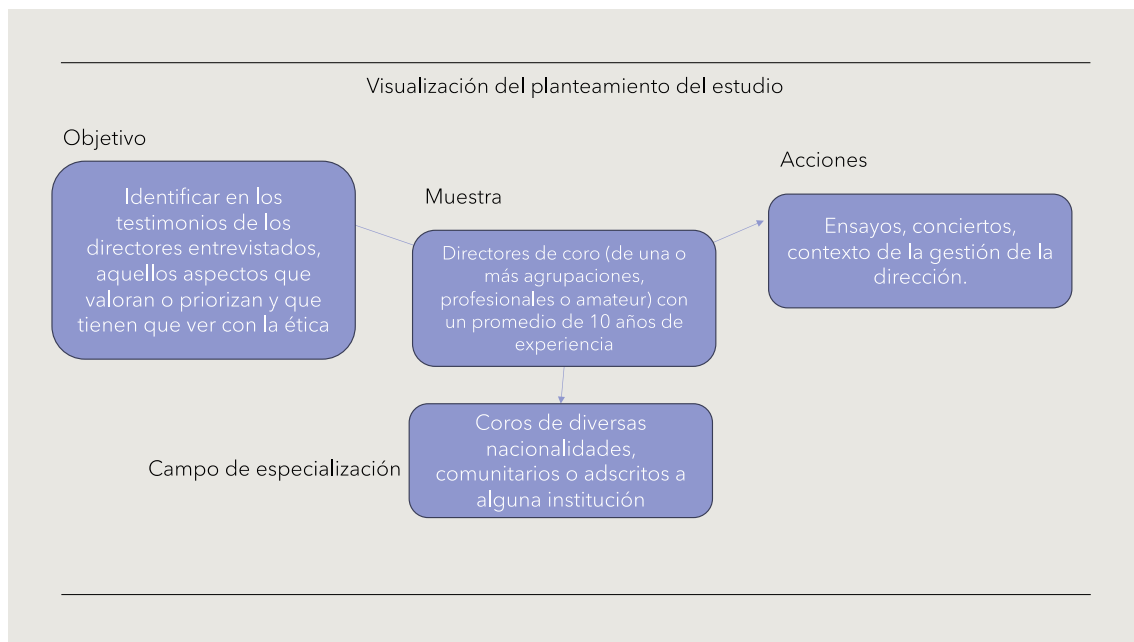 Visualización del planteamiento del estudio
Objetivo
Identificar en los
testimonios de los
directores entrevistados,
aquellos aspectos que
valoran o priorizan y que
tienen que ver con la ética
Muestra
Directores de coro (de una o
más agrupaciones,
profesionales o amateur) con
un promedio de 10 años de
experiencia
Acciones
Ensayos, conciertos,
contexto de la gestión de la
dirección.
Campo de especialización
Coros de diversas
nacionalidades,
comunitarios o adscritos a
alguna institución